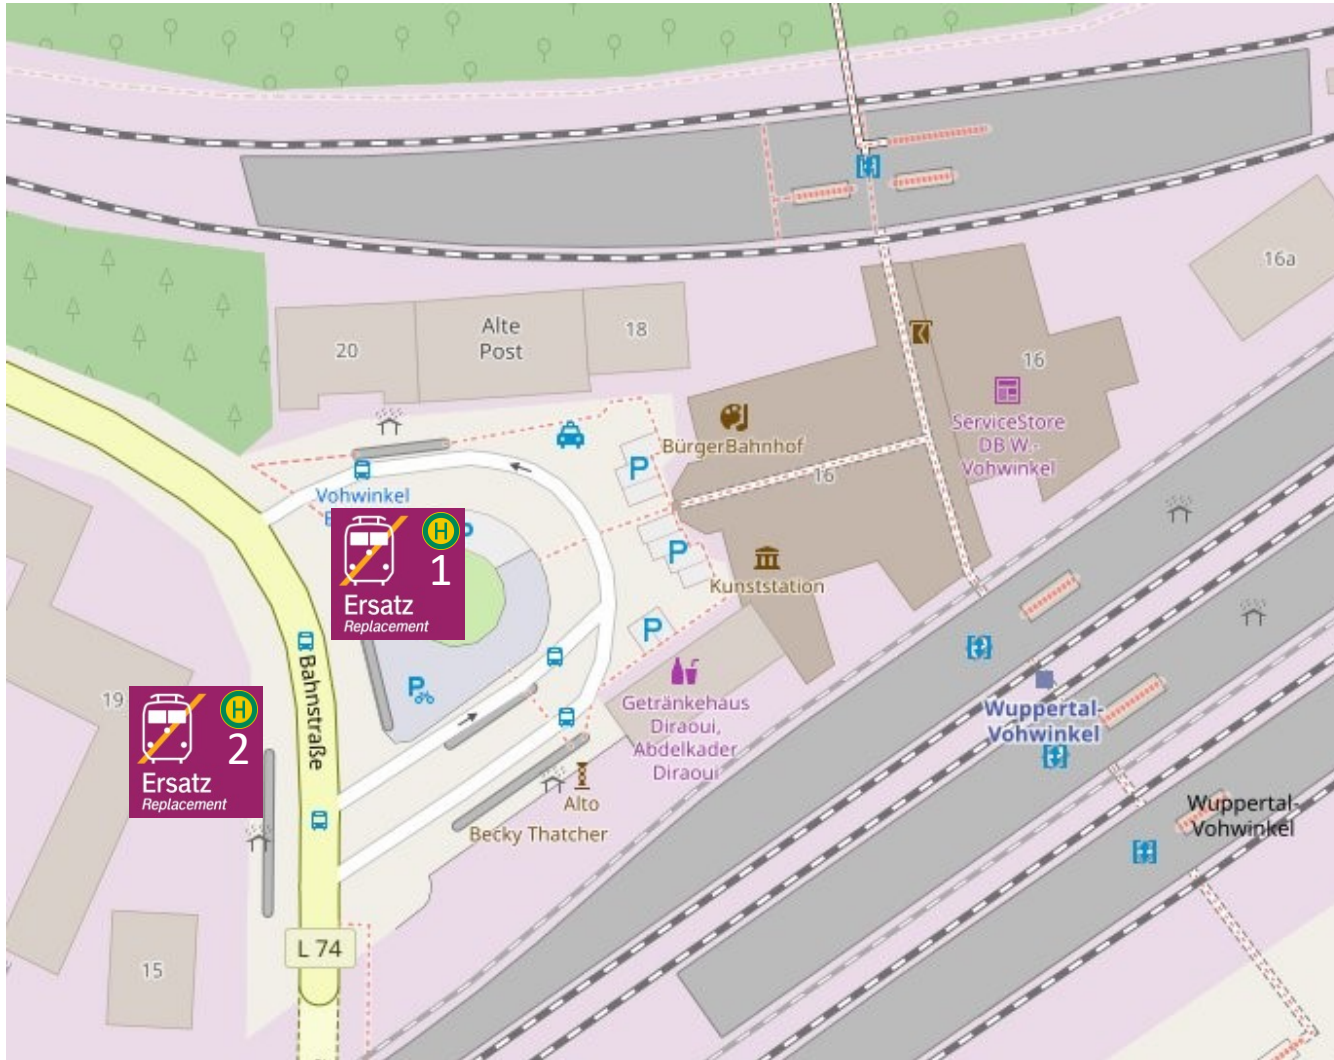 16a
20
Alte
Post
18
16
ServiceStore
DB W.-
Vohwinkel
BürgerBahnhof
16
P
Vohwinkel
P
Kunststation
P
H
1
Ersatz
Replacement
P
Bahnstraße
19
H
2
Ersatz
Replacement
Getränkehaus
Diraoui,
Abdelkader
Diraoui
Wuppertal-
Vohwinkel
Alto
Becky Thatcher
Wuppertal-
Vohwinkel
L 74
15